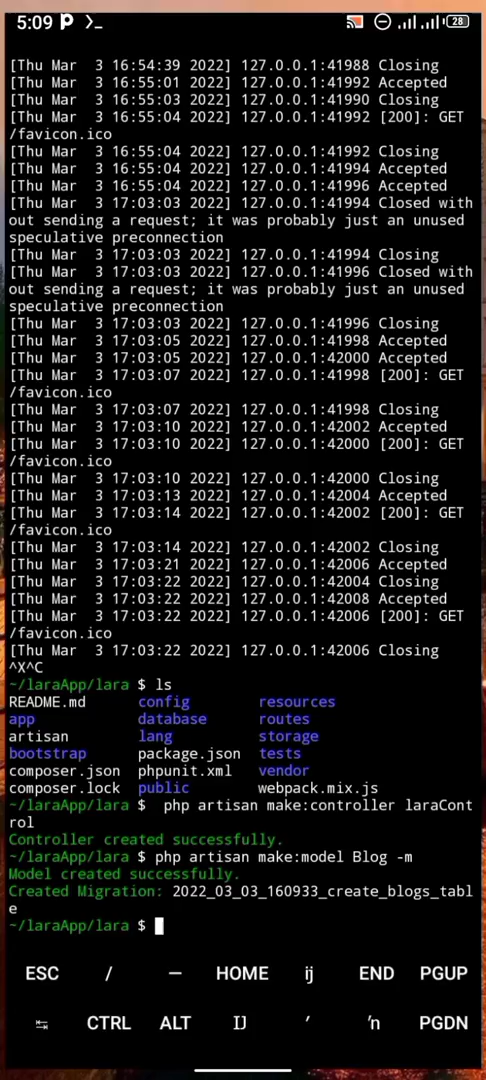 5:09 P >_ 28
[Thu Mar  3 16:54:39 2022] 127.0.0.1:41988 Closing
[Thu Mar  3 16:55:01 2022] 127.0.0.1:41992 Accepted
[Thu Mar  3 16:55:03 2022] 127.0.0.1:41990 Closing
[Thu Mar  3 16:55:04 2022] 127.0.0.1:41992 [200]: GET
/favicon.ico
[Thu Mar  3 16:55:04 2022] 127.0.0.1:41992 Closing
[Thu Mar  3 16:55:04 2022] 127.0.0.1:41994 Accepted
[Thu Mar  3 16:55:04 2022] 127.0.0.1:41996 Accepted
[Thu Mar  3 17:03:03 2022] 127.0.0.1:41994 Closed with
out sending a request; it was probably just an unused
speculative preconnection
[Thu Mar  3 17:03:03 2022] 127.0.0.1:41994 Closing
[Thu Mar  3 17:03:03 2022] 127.0.0.1:41996 Closed with
out sending a request; it was probably just an unused
speculative preconnection
[Thu Mar  3 17:03:03 2022] 127.0.0.1:41996 Closing
[Thu Mar  3 17:03:05 2022] 127.0.0.1:41998 Accepted
[Thu Mar  3 17:03:05 2022] 127.0.0.1:42000 Accepted
[Thu Mar  3 17:03:07 2022] 127.0.0.1:41998 [200]: GET
/favicon.ico
[Thu Mar  3 17:03:07 2022] 127.0.0.1:41998 Closing
[Thu Mar  3 17:03:10 2022] 127.0.0.1:42002 Accepted
[Thu Mar  3 17:03:10 2022] 127.0.0.1:42000 [200]: GET
/favicon.ico
[Thu Mar  3 17:03:10 2022] 127.0.0.1:42000 Closing
[Thu Mar  3 17:03:13 2022] 127.0.0.1:42004 Accepted
[Thu Mar  3 17:03:14 2022] 127.0.0.1:42002 [200]: GET
/favicon.ico
[Thu Mar  3 17:03:14 2022] 127.0.0.1:42002 Closing
[Thu Mar  3 17:03:21 2022] 127.0.0.1:42006 Accepted
[Thu Mar  3 17:03:22 2022] 127.0.0.1:42004 Closing
[Thu Mar  3 17:03:22 2022] 127.0.0.1:42008 Accepted
[Thu Mar  3 17:03:22 2022] 127.0.0.1:42006 [200]: GET
/favicon.ico
[Thu Mar  3 17:03:22 2022] 127.0.0.1:42006 Closing
^X^C
~/laraApp/lara $ ls
README.md config resources
app database routes
artisan lang storage
bootstrap package.json tests
composer.json phpunit.xml vendor
composer.lock public webpack.mix.js
~/laraApp/lara $  php artisan make:controller laraCont
rol
Controller created successfully.
~/laraApp/lara $ php artisan make:model Blog -m
Model created successfully.
Created Migration: 2022_03_03_160933_create_blogs_tabl
e
~/laraApp/lara $
ESC / — HOME ĳ END PGUP
↹ CTRL ALT Ĳ ′ ŉ PGDN